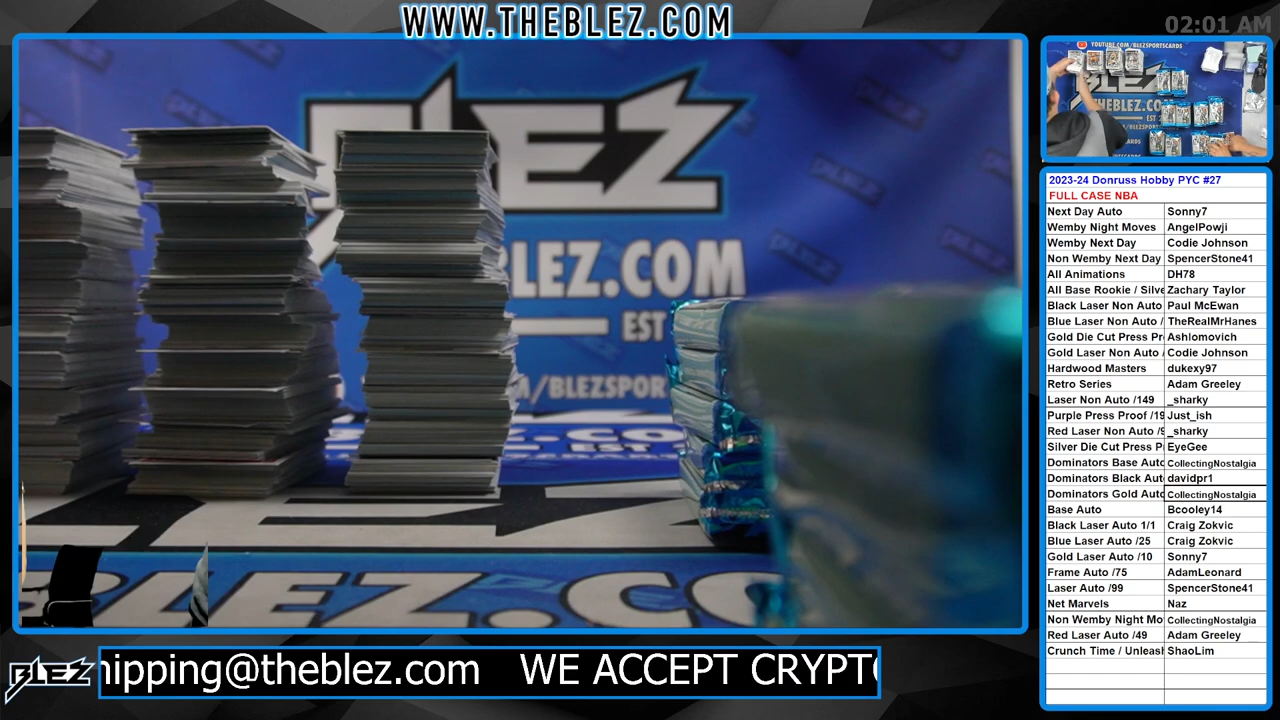 WWW.THEBLEZ.COM
02:01 AM
BLEZ
BLEZ.COM
EST
/BLEZSPOR
BLEZ.CO
YOUTUBE.COM/BLEZSPORTSCARDS
THEBLEZ.CO
EST
2023-24 Donruss Hobby PYC #27
FULL CASE NBA
Next Day Auto Sonny7
Wemby Night Moves AngelPowji
Wemby Next Day Codie Johnson
Non Wemby Next Day SpencerStone41
All Animations DH78
All Base Rookie / Silve Zachary Taylor
Black Laser Non Auto Paul McEwan
Blue Laser Non Auto / TheRealMrHanes
Gold Die Cut Press Pr Ashlomovich
Gold Laser Non Auto / Codie Johnson
Hardwood Masters dukexy97
Retro Series Adam Greeley
Laser Non Auto /149 _sharky
Purple Press Proof /19 Just_ish
Red Laser Non Auto /9 _sharky
Silver Die Cut Press P EyeGee
Dominators Base Auto CollectingNostalgia
Dominators Black Aut davidpr1
Dominators Gold Auto CollectingNostalgia
Base Auto Bcooley14
Black Laser Auto 1/1 Craig Zokvic
Blue Laser Auto /25 Craig Zokvic
Gold Laser Auto /10 Sonny7
Frame Auto /75 AdamLeonard
Laser Auto /99 SpencerStone41
Net Marvels Naz
Non Wemby Night Mo CollectingNostalgia
Red Laser Auto /49 Adam Greeley
Crunch Time / Unleash ShaoLim
BLEZ
hipping@theblez.com WE ACCEPT CRYPTO